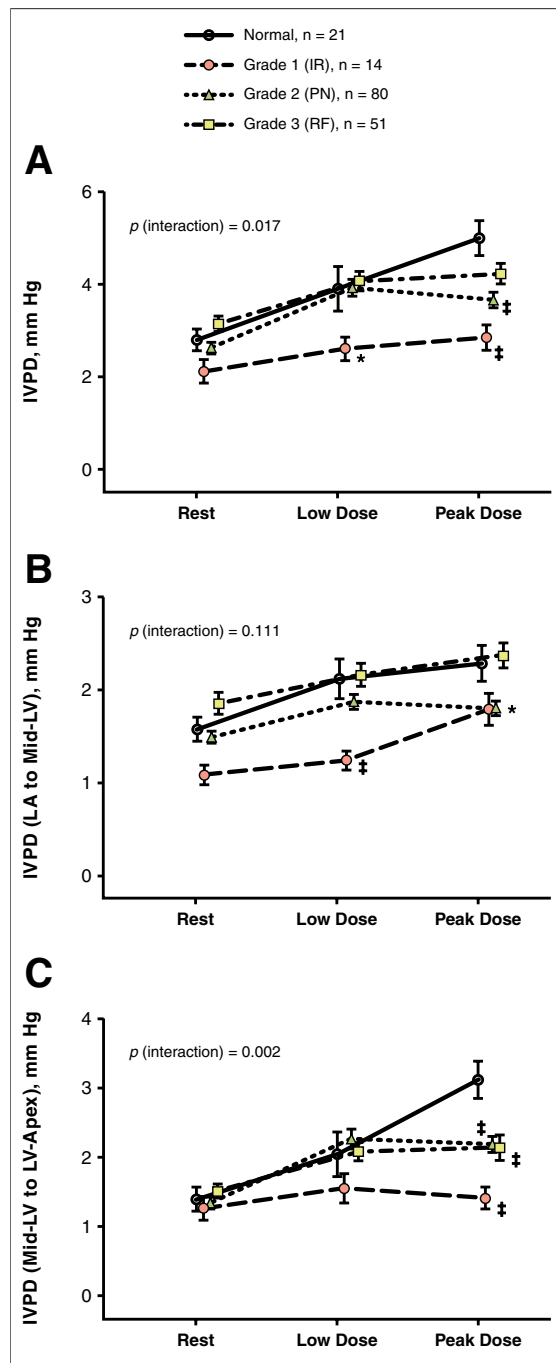 Normal, n = 21
Grade 1 (IR), n = 14
Grade 2 (PN), n = 80
Grade 3 (RF), n = 51
A
IVPD, mm Hg
6
4
2
0
p (interaction) = 0.017
‡
*
‡
Rest Low Dose Peak Dose
B
IVPD (LA to Mid-LV), mm Hg
3
2
1
0
p (interaction) = 0.111
*
‡
Rest Low Dose Peak Dose
C
IVPD (Mid-LV to LV-Apex), mm Hg
4
3
2
1
0
p (interaction) = 0.002
‡
‡
‡
Rest Low Dose Peak Dose